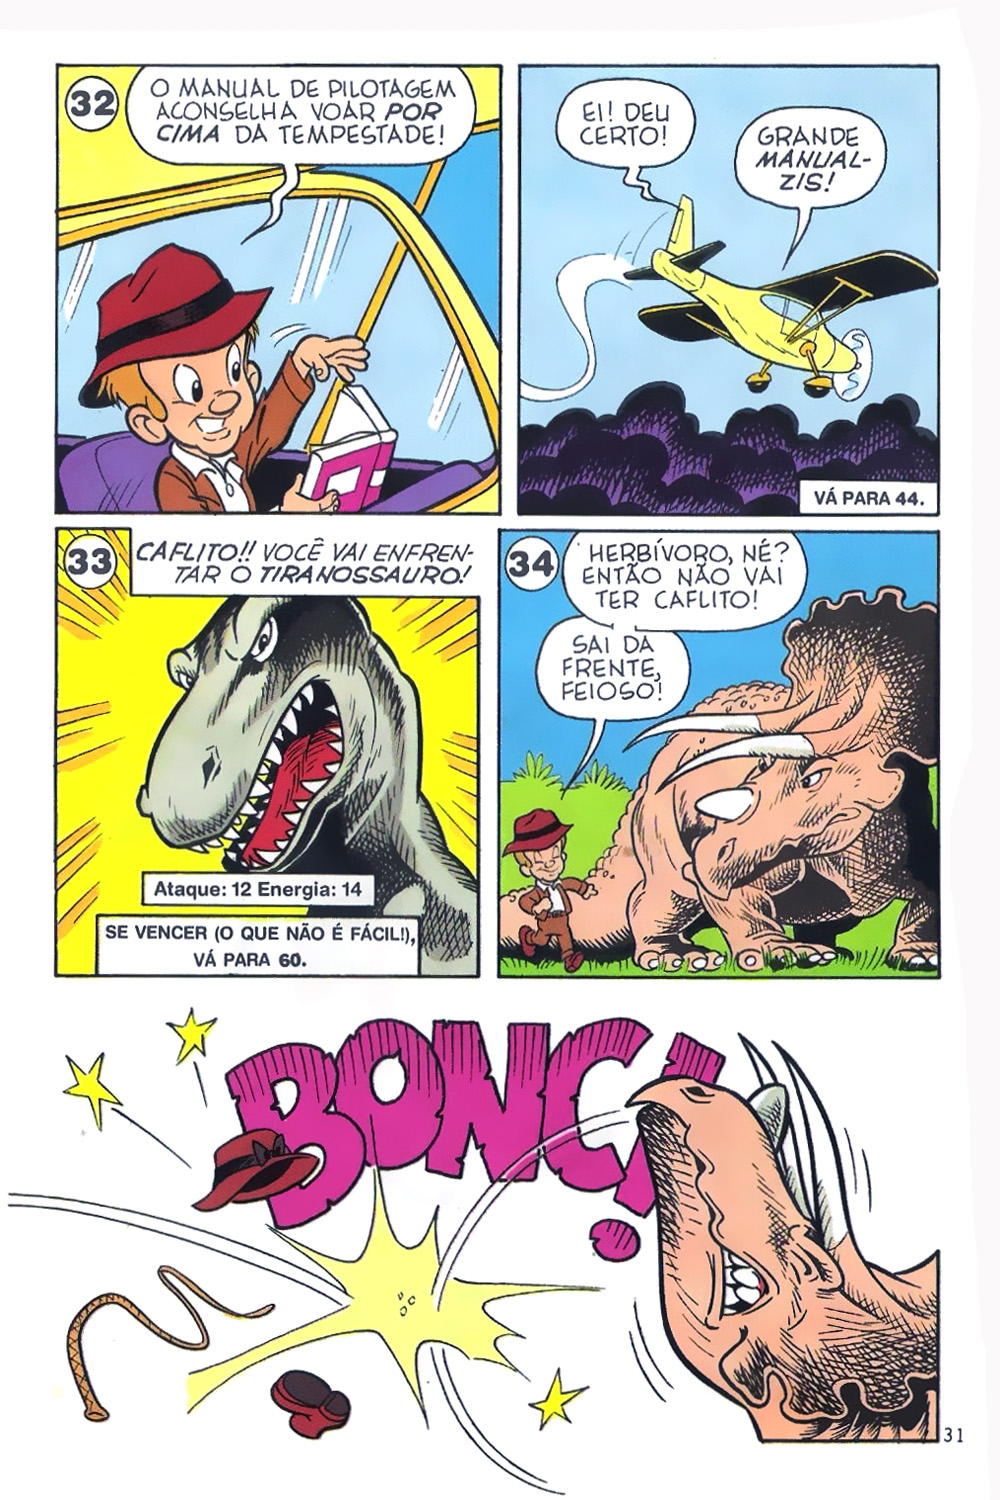 32
O MANUAL DE PILOTAGEM
ACONSELHA VOAR POR
CIMA DA TEMPESTADE!
EI! DEU
CERTO!
GRANDE
MANUAL-
ZIS!
VÁ PARA 44.
33
CAFLITO!! VOCÊ VAI ENFREN-
TAR O TIRANOSSAURO!
Ataque: 12 Energia: 14
SE VENCER (O QUE NÃO É FÁCIL!),
VÁ PARA 60.
34
HERBÍVORO, NÉ?
ENTÃO NÃO VAI
TER CAFLITO!
SAI DA
FRENTE,
FEIOSO!
BONC!
31